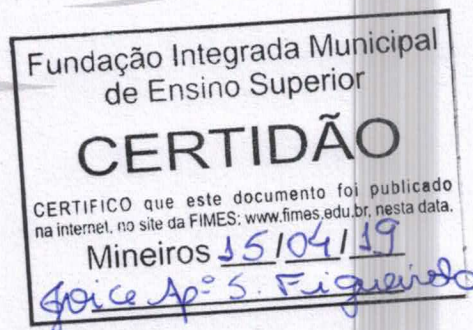 Fundação Integrada Municipal
de Ensino Superior
CERTIDÃO
CERTIFICO que este documento foi publicado
na internet, no site da FIMES: www.fimes.edu.br, nesta data.
Mineiros 15/04/19
Joice Apª S. Figueiredo